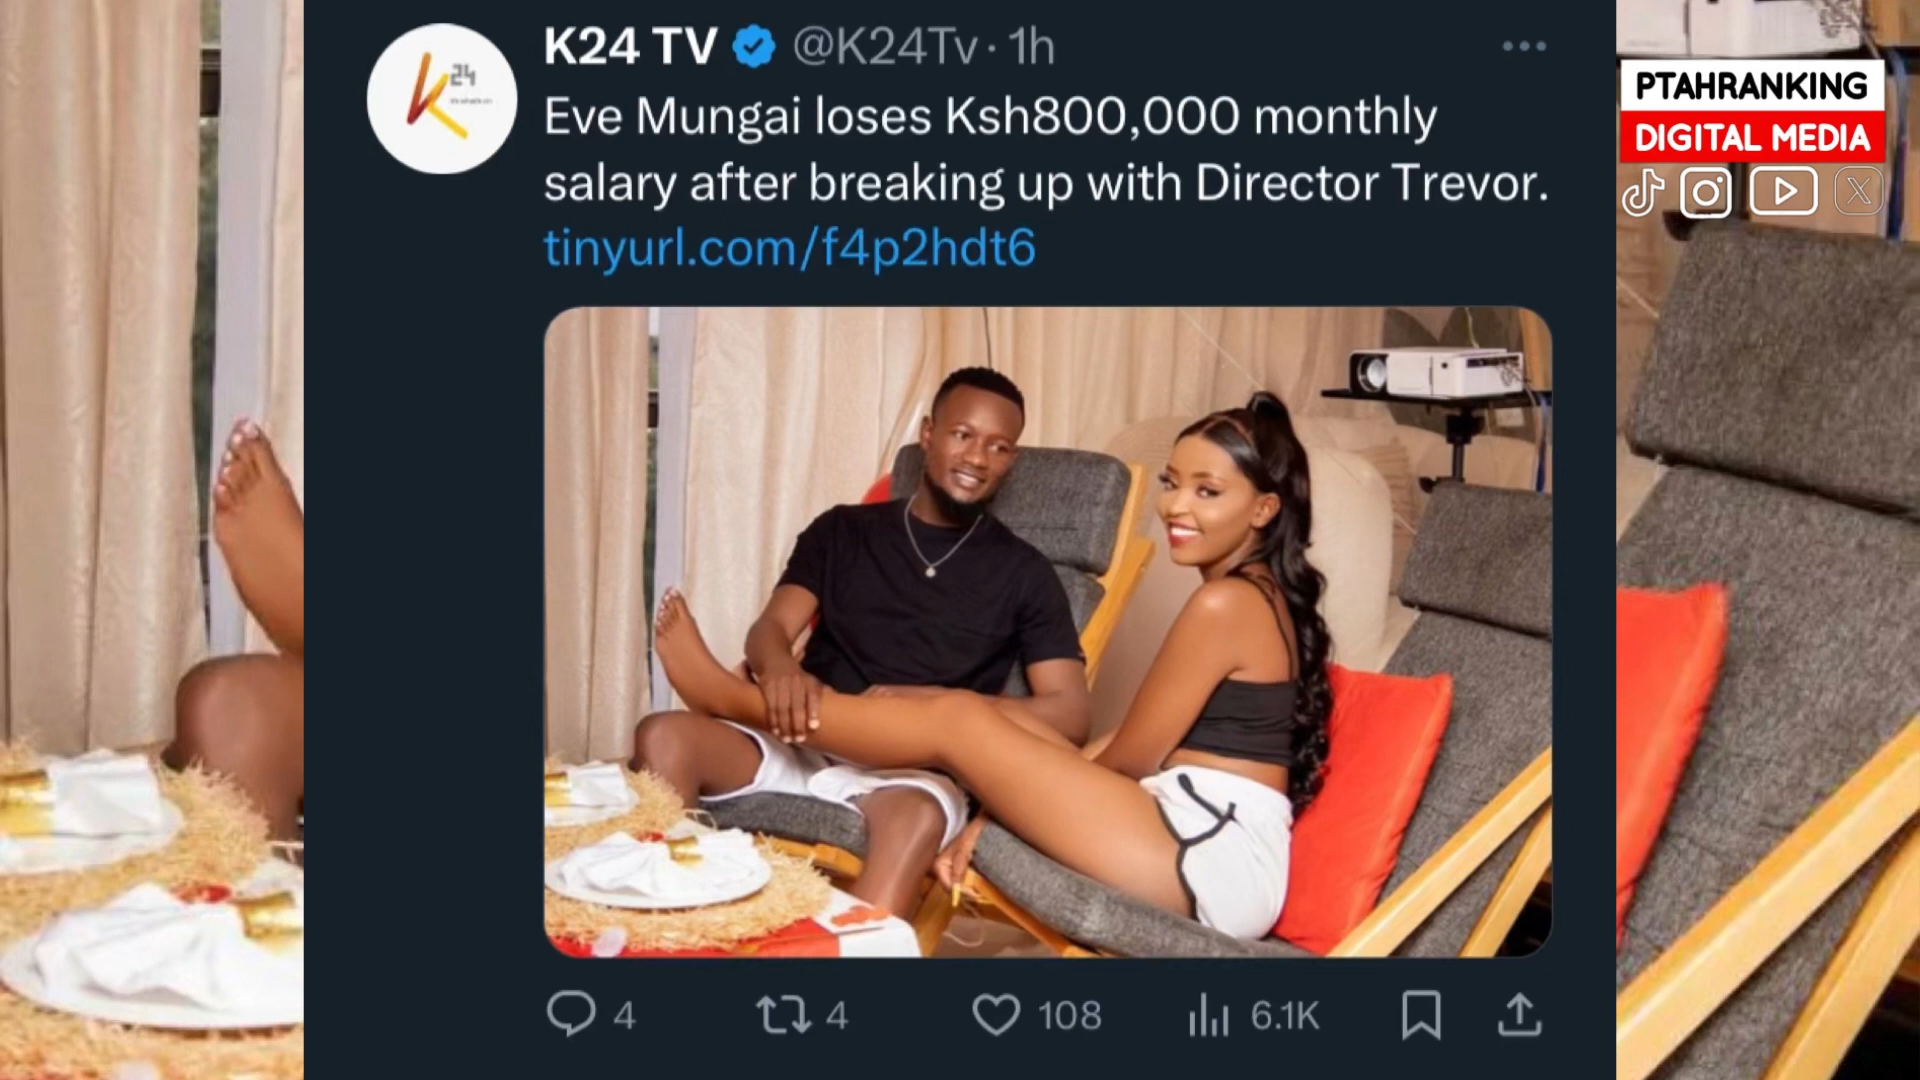 K24 TV @K24Tv · 1h
Eve Mungai loses Ksh800,000 monthly
salary after breaking up with Director Trevor.
tinyurl.com/f4p2hdt6
4 4 108 6.1K
PTAHRANKING
DIGITAL MEDIA
24